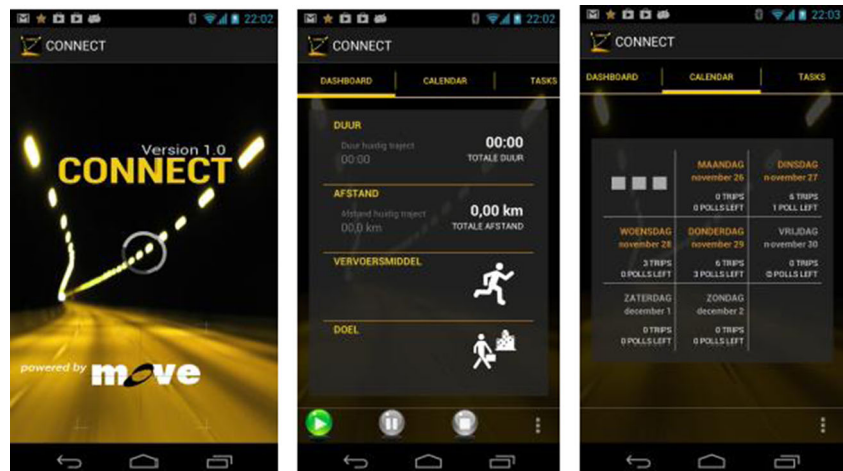 22:02
CONNECT
Version 1.0
CONNECT
powered by move
22:02
CONNECT
DASHBOARD CALENDAR TASKS
DUUR
Duur huidig traject 00:00
00:00 TOTALE DUUR
AFSTAND
Afstand huidig traject 0,00 km
00,0 km TOTALE AFSTAND
VERVOERSMIDDEL
DOEL
22:03
CONNECT
DASHBOARD CALENDAR TASKS
MAANDAG DINSDAG
november 26 november 27
0 TRIPS 6 TRIPS
0 POLLS LEFT 1 POLL LEFT
WOENSDAG DONDERDAG VRIJDAG
november 28 november 29 november 30
3 TRIPS 6 TRIPS 0 TRIPS
0 POLLS LEFT 3 POLLS LEFT 0 POLLS LEFT
ZATERDAG ZONDAG
december 1 december 2
0 TRIPS 0 TRIPS
0 POLLS LEFT 0 POLLS LEFT